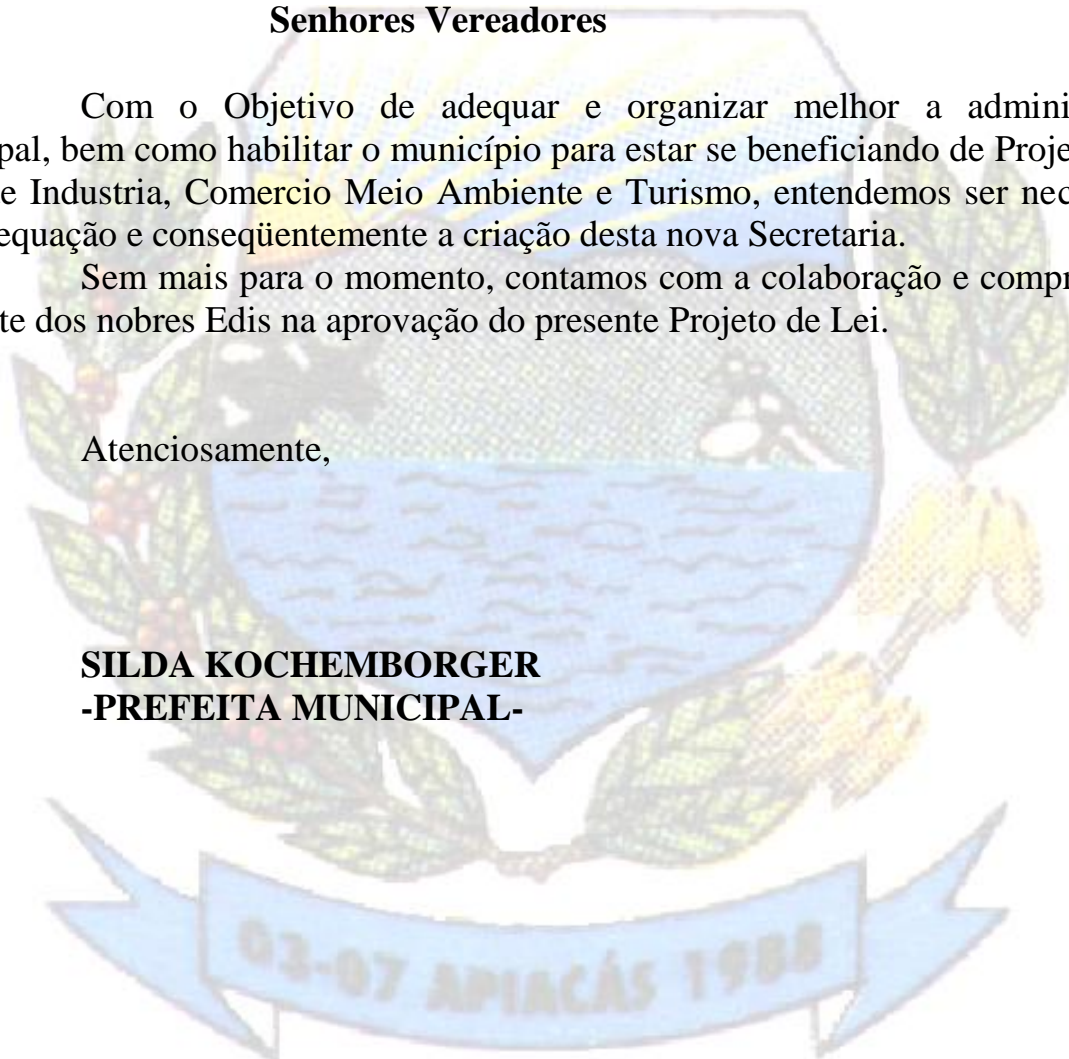 Senhores Vereadores
Com o Objetivo de adequar e organizar melhor a admini
pal, bem como habilitar o município para estar se beneficiando de Proje
e Industria, Comercio Meio Ambiente e Turismo, entendemos ser nec
equação e conseqüentemente a criação desta nova Secretaria.
Sem mais para o momento, contamos com a colaboração e compr
te dos nobres Edis na aprovação do presente Projeto de Lei.
Atenciosamente,
SILDA KOCHEMBORGER
-PREFEITA MUNICIPAL-
03-07 APIACÁS 1988